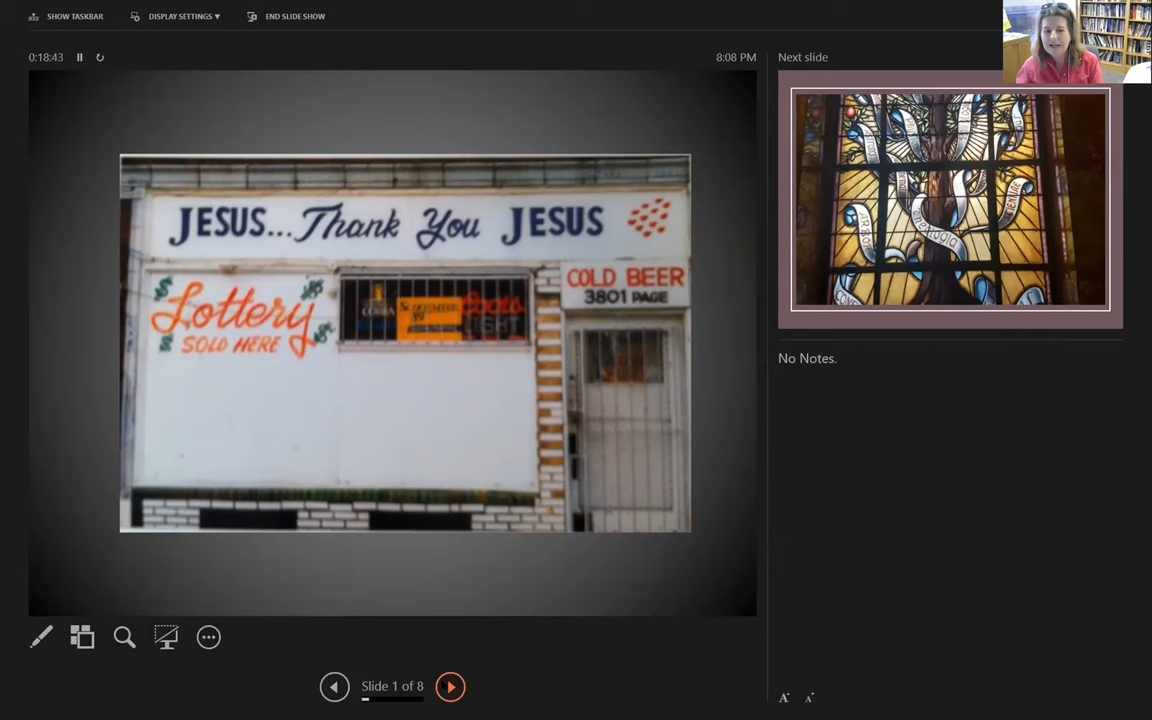 SHOW TASKBAR
DISPLAY SETTINGS ▼
END SLIDE SHOW
0:18:43
8:08 PM
Next slide
JESUS...Thank You JESUS
$ Lottery $
SOLD HERE
COLD BEER
3801 PAGE
LIGHT
Alleluia
No Notes.
Slide 1 of 8
A A